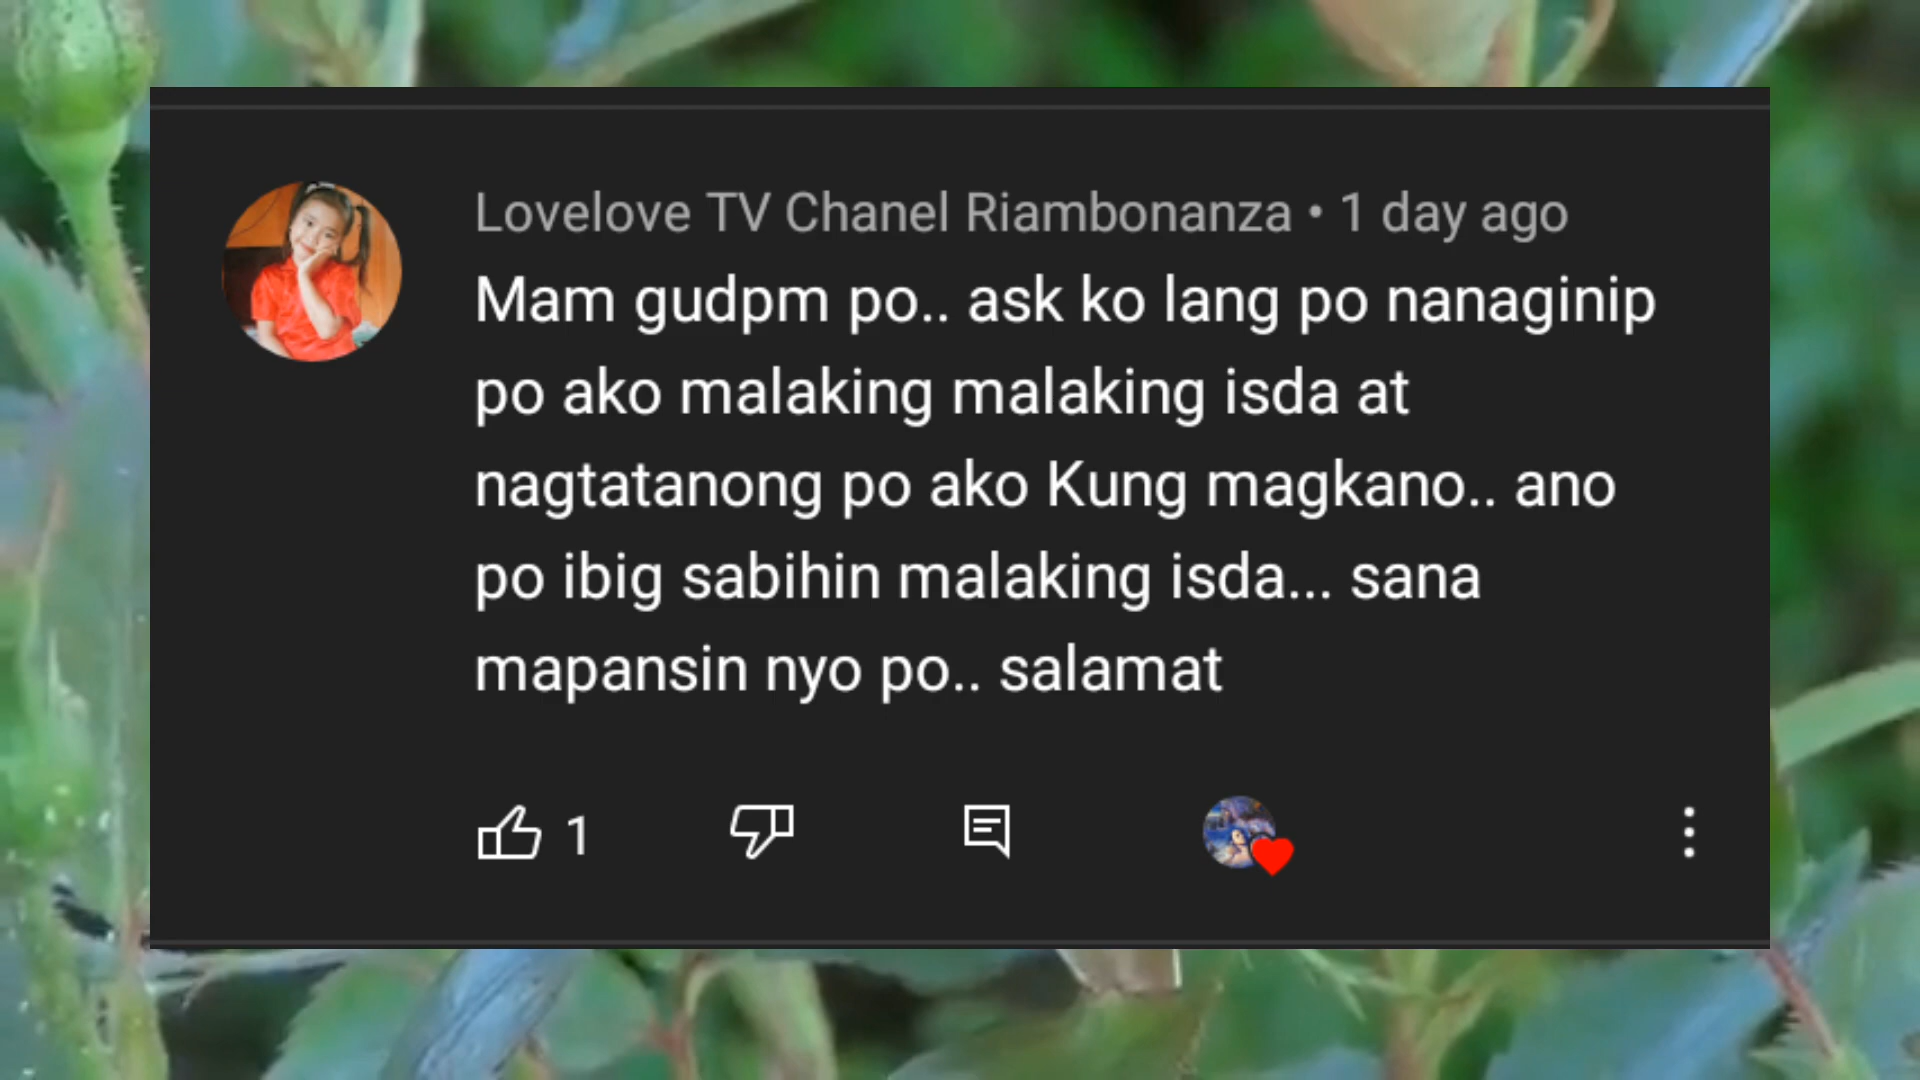 Lovelove TV Chanel Riambonanza • 1 day ago
Mam gudpm po.. ask ko lang po nanaginip
po ako malaking malaking isda at
nagtatanong po ako Kung magkano.. ano
po ibig sabihin malaking isda... sana
mapansin nyo po.. salamat
1